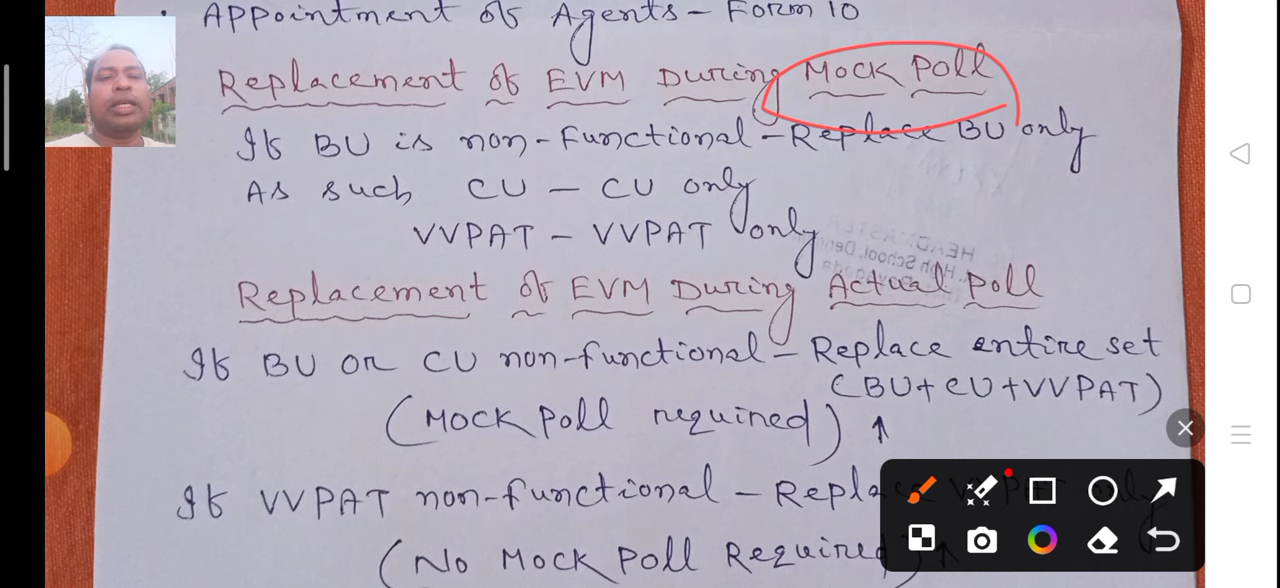 Appointment of Agents - Form 10
Replacement of EVM During Mock Poll
If BU is non-Functional - Replace BU only
As such CU - CU only
VVPAT - VVPAT only
Replacement of EVM During Actual Poll
If BU or CU non-functional - Replace entire set
(BU+CU+VVPAT)
(Mock Poll required) ↑
If VVPAT non-functional - Replace
(No Mock Poll Required)